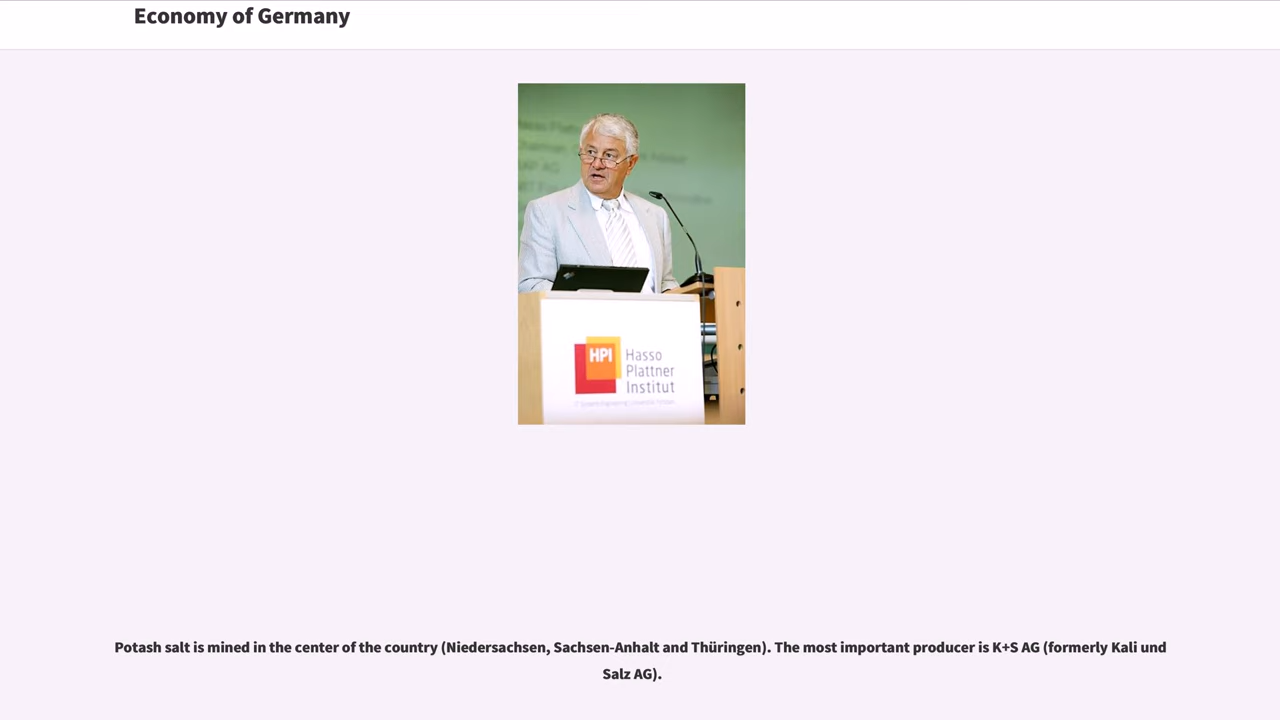 Economy of Germany
HPI
Hasso
Plattner
Institut
Potash salt is mined in the center of the country (Niedersachsen, Sachsen-Anhalt and Thüringen). The most important producer is K+S AG (formerly Kali und
Salz AG).